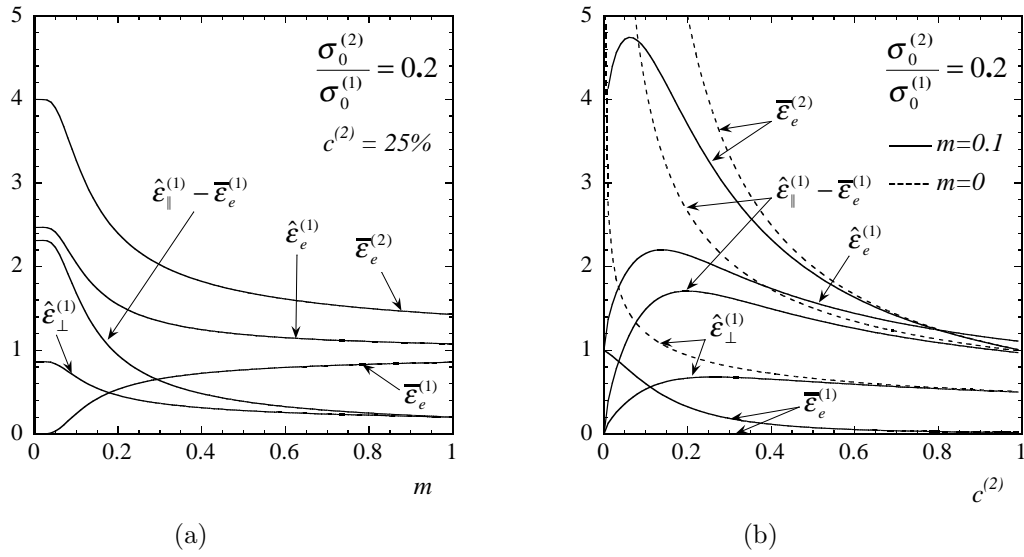 5
4
3
2
1
0
0 0.2 0.4 0.6 0.8 1
m
σ₀⁽²⁾ / σ₀⁽¹⁾ = 0.2
c⁽²⁾ = 25%
ε̂∥⁽¹⁾ − ε̅ₑ⁽¹⁾
ε̂ₑ⁽¹⁾
ε̅ₑ⁽²⁾
ε̂⊥⁽¹⁾
ε̅ₑ⁽¹⁾
(a)
5
4
3
2
1
0
0 0.2 0.4 0.6 0.8 1
c⁽²⁾
σ₀⁽²⁾ / σ₀⁽¹⁾ = 0.2
m=0.1
m=0
ε̅ₑ⁽²⁾
ε̂∥⁽¹⁾ − ε̅ₑ⁽¹⁾
ε̂ₑ⁽¹⁾
ε̂⊥⁽¹⁾
ε̅ₑ⁽¹⁾
(b)